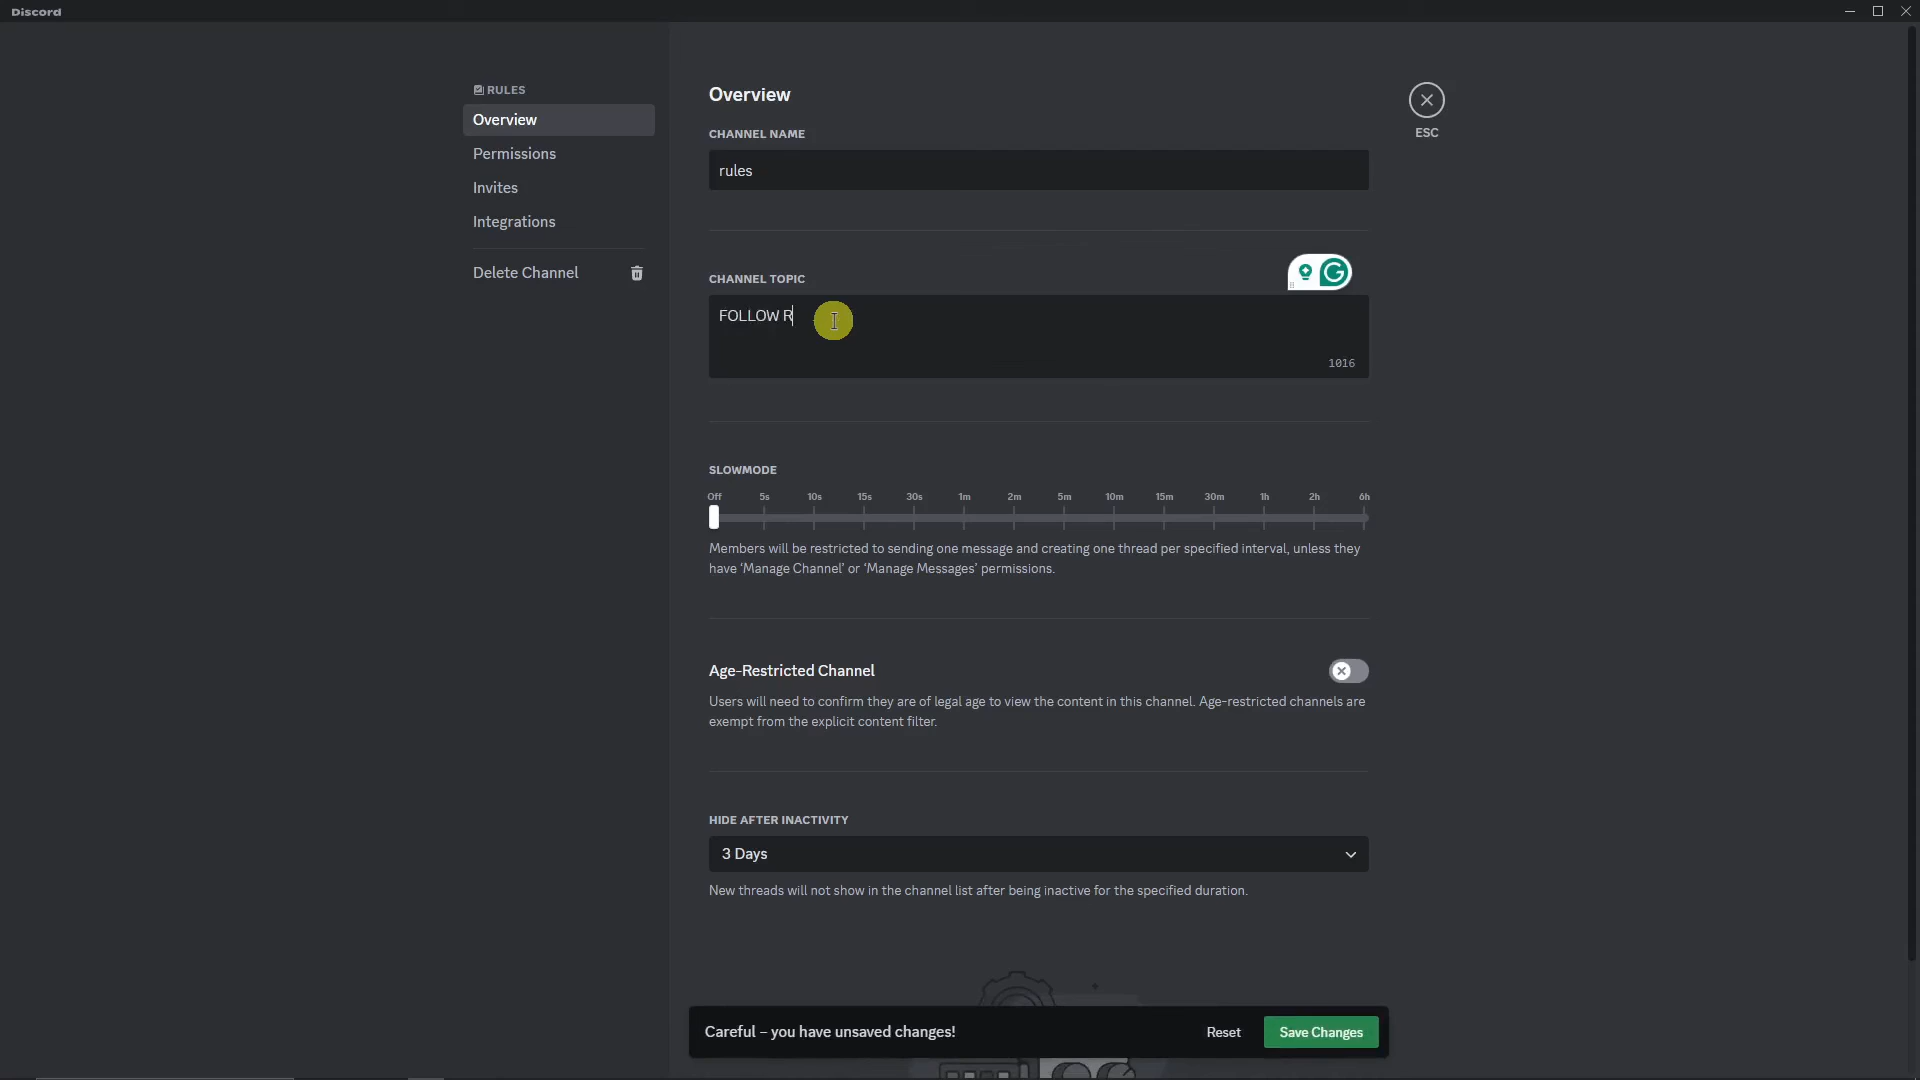 Discord
RULES
Overview
Permissions
Invites
Integrations
Delete Channel
Overview
ESC
CHANNEL NAME
rules
CHANNEL TOPIC
FOLLOW R
1016
SLOWMODE
Off 5s 10s 15s 30s 1m 2m 5m 10m 15m 30m 1h 2h 6h
Members will be restricted to sending one message and creating one thread per specified interval, unless they
have ‘Manage Channel’ or ‘Manage Messages’ permissions.
Age-Restricted Channel
Users will need to confirm they are of legal age to view the content in this channel. Age-restricted channels are
exempt from the explicit content filter.
HIDE AFTER INACTIVITY
3 Days
New threads will not show in the channel list after being inactive for the specified duration.
Careful – you have unsaved changes!
Reset
Save Changes